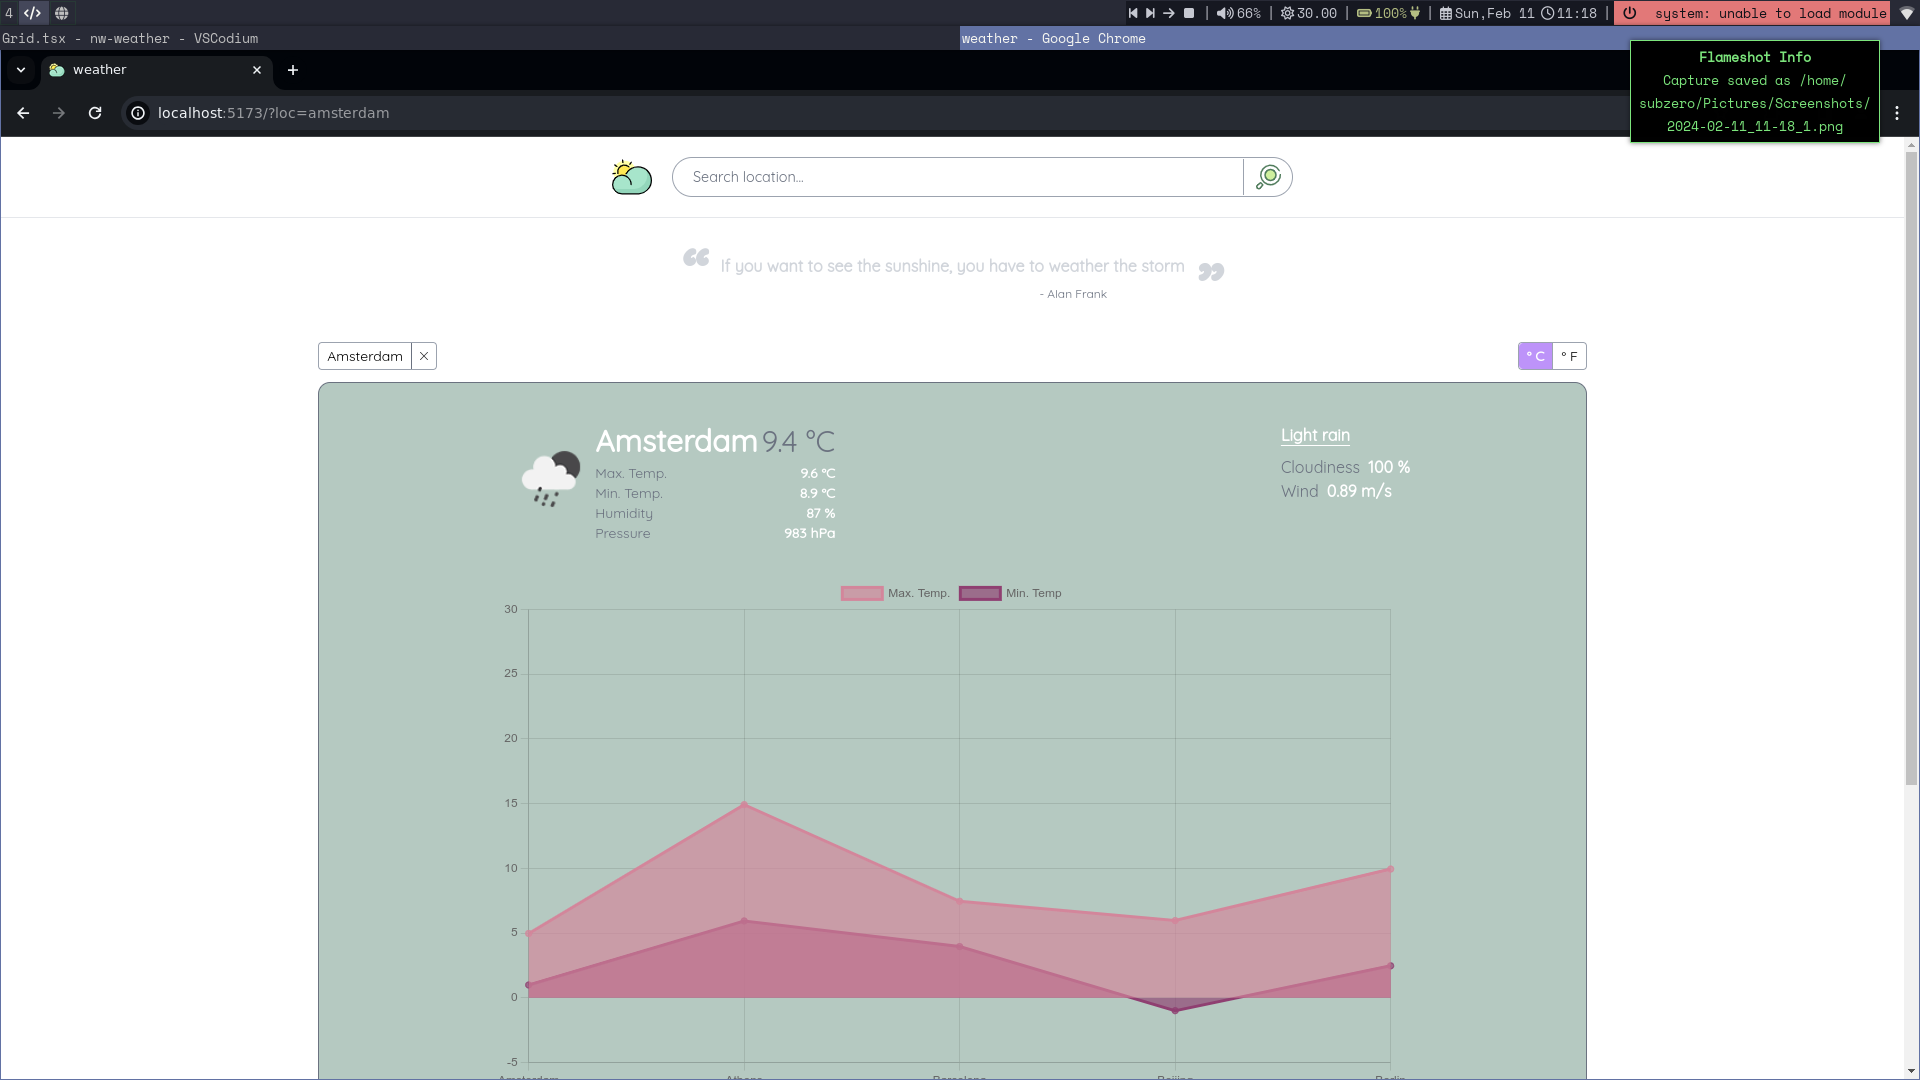 4
66% | 30.00 | 100% | Sun,Feb 11 11:18 | system: unable to load module
Grid.tsx - nw-weather - VSCodium
weather - Google Chrome
Flameshot Info
Capture saved as /home/
subzero/Pictures/Screenshots/
2024-02-11_11-18_1.png
weather
localhost:5173/?loc=amsterdam
Search location...
“ If you want to see the sunshine, you have to weather the storm ”
- Alan Frank
Amsterdam
° C ° F
Amsterdam 9.4 °C
Max. Temp. 9.6 °C
Min. Temp. 8.9 °C
Humidity 87 %
Pressure 983 hPa
Light rain
Cloudiness 100 %
Wind 0.89 m/s
Max. Temp. Min. Temp
30
25
20
15
10
5
0
-5
Amsterdam Athens Barcelona Beijing Berlin